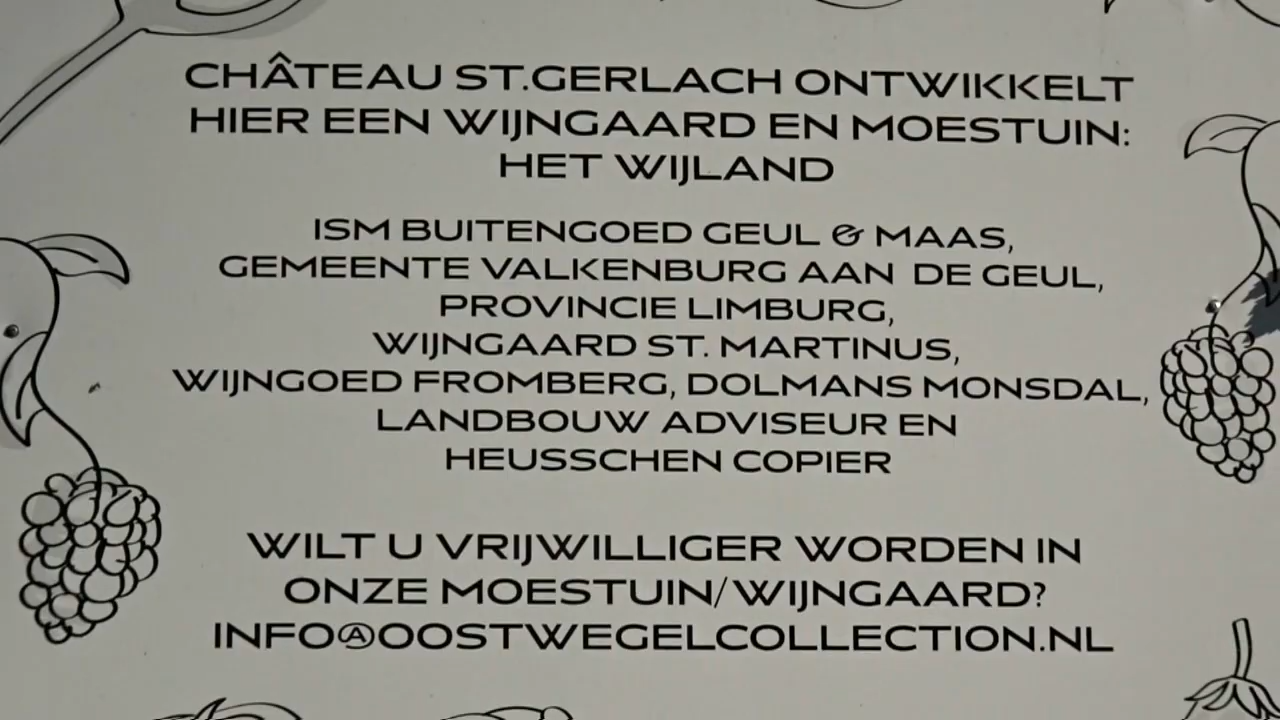 CHÂTEAU ST.GERLACH ONTWIKKELT
HIER EEN WIJNGAARD EN MOESTUIN:
HET WIJLAND
ISM BUITENGOED GEUL & MAAS,
GEMEENTE VALKENBURG AAN DE GEUL,
PROVINCIE LIMBURG,
WIJNGAARD ST. MARTINUS,
WIJNGOED FROMBERG, DOLMANS MONSDAL,
LANDBOUW ADVISEUR EN
HEUSSCHEN COPIER
WILT U VRIJWILLIGER WORDEN IN
ONZE MOESTUIN/WIJNGAARD?
INFO@OOSTWEGELCOLLECTION.NL